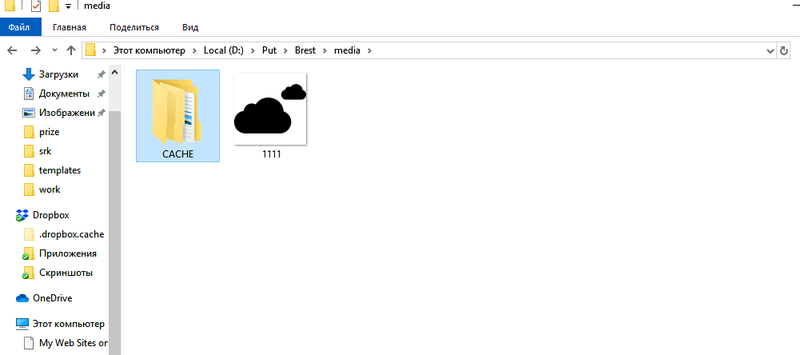 media
Файл Главная Поделиться Вид
Этот компьютер Local (D:) Put Brest media
Загрузки
Документы
Изображени
prize
srk
templates
work
Dropbox
.dropbox.cache
Приложения
Скриншоты
OneDrive
Этот компьютер
My Web Sites on
CACHE
1111